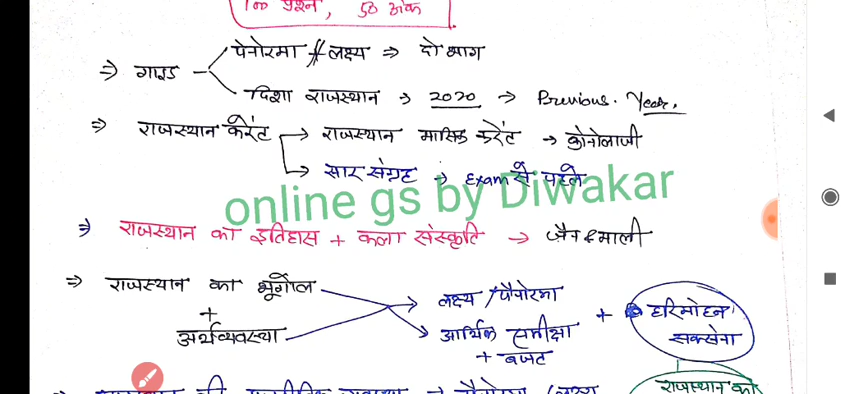 100 प्रश्न, 50 अंक
⇒ गाइड – पेनोरमा / लक्ष्य ⇒ दो भाग
दिशा राजस्थान → 2020 → Previous. Year.
⇒ राजस्थान करेंट → राजस्थान मासिक करेंट → क्रोनोलाजी
→ सार संग्रह → Exam से पहले
online gs by Diwakar
⇒ राजस्थान का इतिहास + कला संस्कृति → जैन & माली
⇒ राजस्थान का भूगोल → लक्ष्य / पैनोरमा + हरिमोहन
+
अर्थव्यवस्था → आर्थिक समीक्षा सक्सेना
+ बजट
राजस्थान का